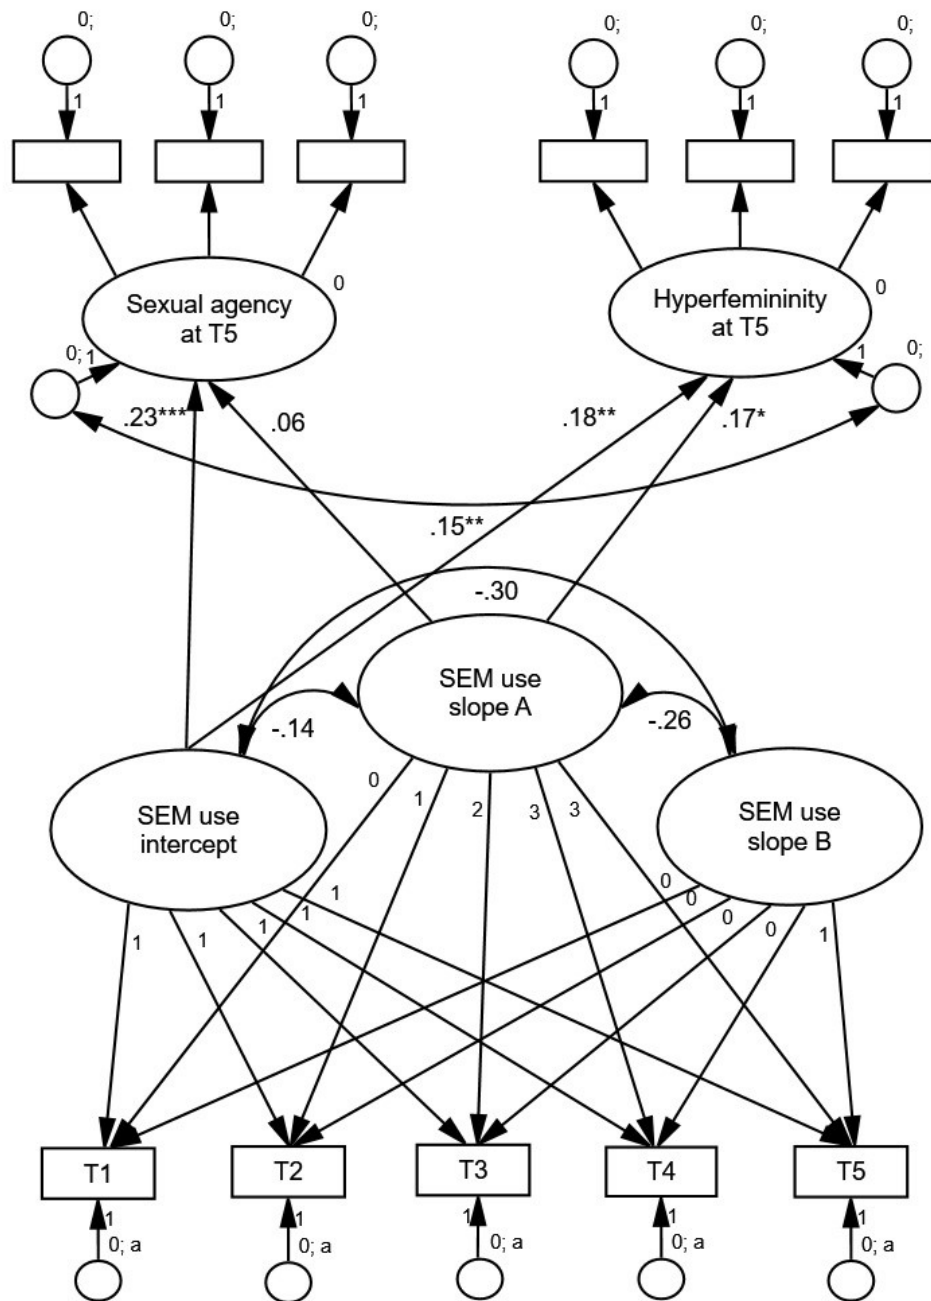 0; 0; 0; 0; 0; 0;
1 1 1 1 1 1
Sexual agency
at T5
0
Hyperfemininity
at T5
0
0; 1
1 0;
.23*** .06 .18** .17*
.15**
-.30
SEM use
slope A
-.14
-.26
SEM use
intercept
SEM use
slope B
0 1 2 3 3
1 1 1 1 1
0 0 0 0 1
T1 T2 T3 T4 T5
1 1 1 1 1
0; a 0; a 0; a 0; a 0; a